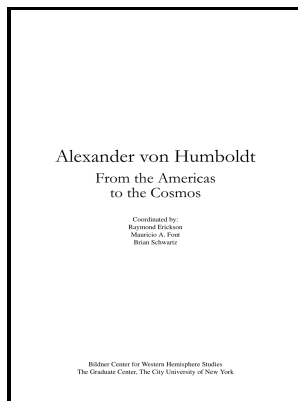 Alexander von Humboldt
From the Americas
to the Cosmos
Coordinated by:
Raymond Erickson
Mauricio A. Font
Brian Schwartz
Bildner Center for Western Hemisphere Studies
The Graduate Center, The City University of New York